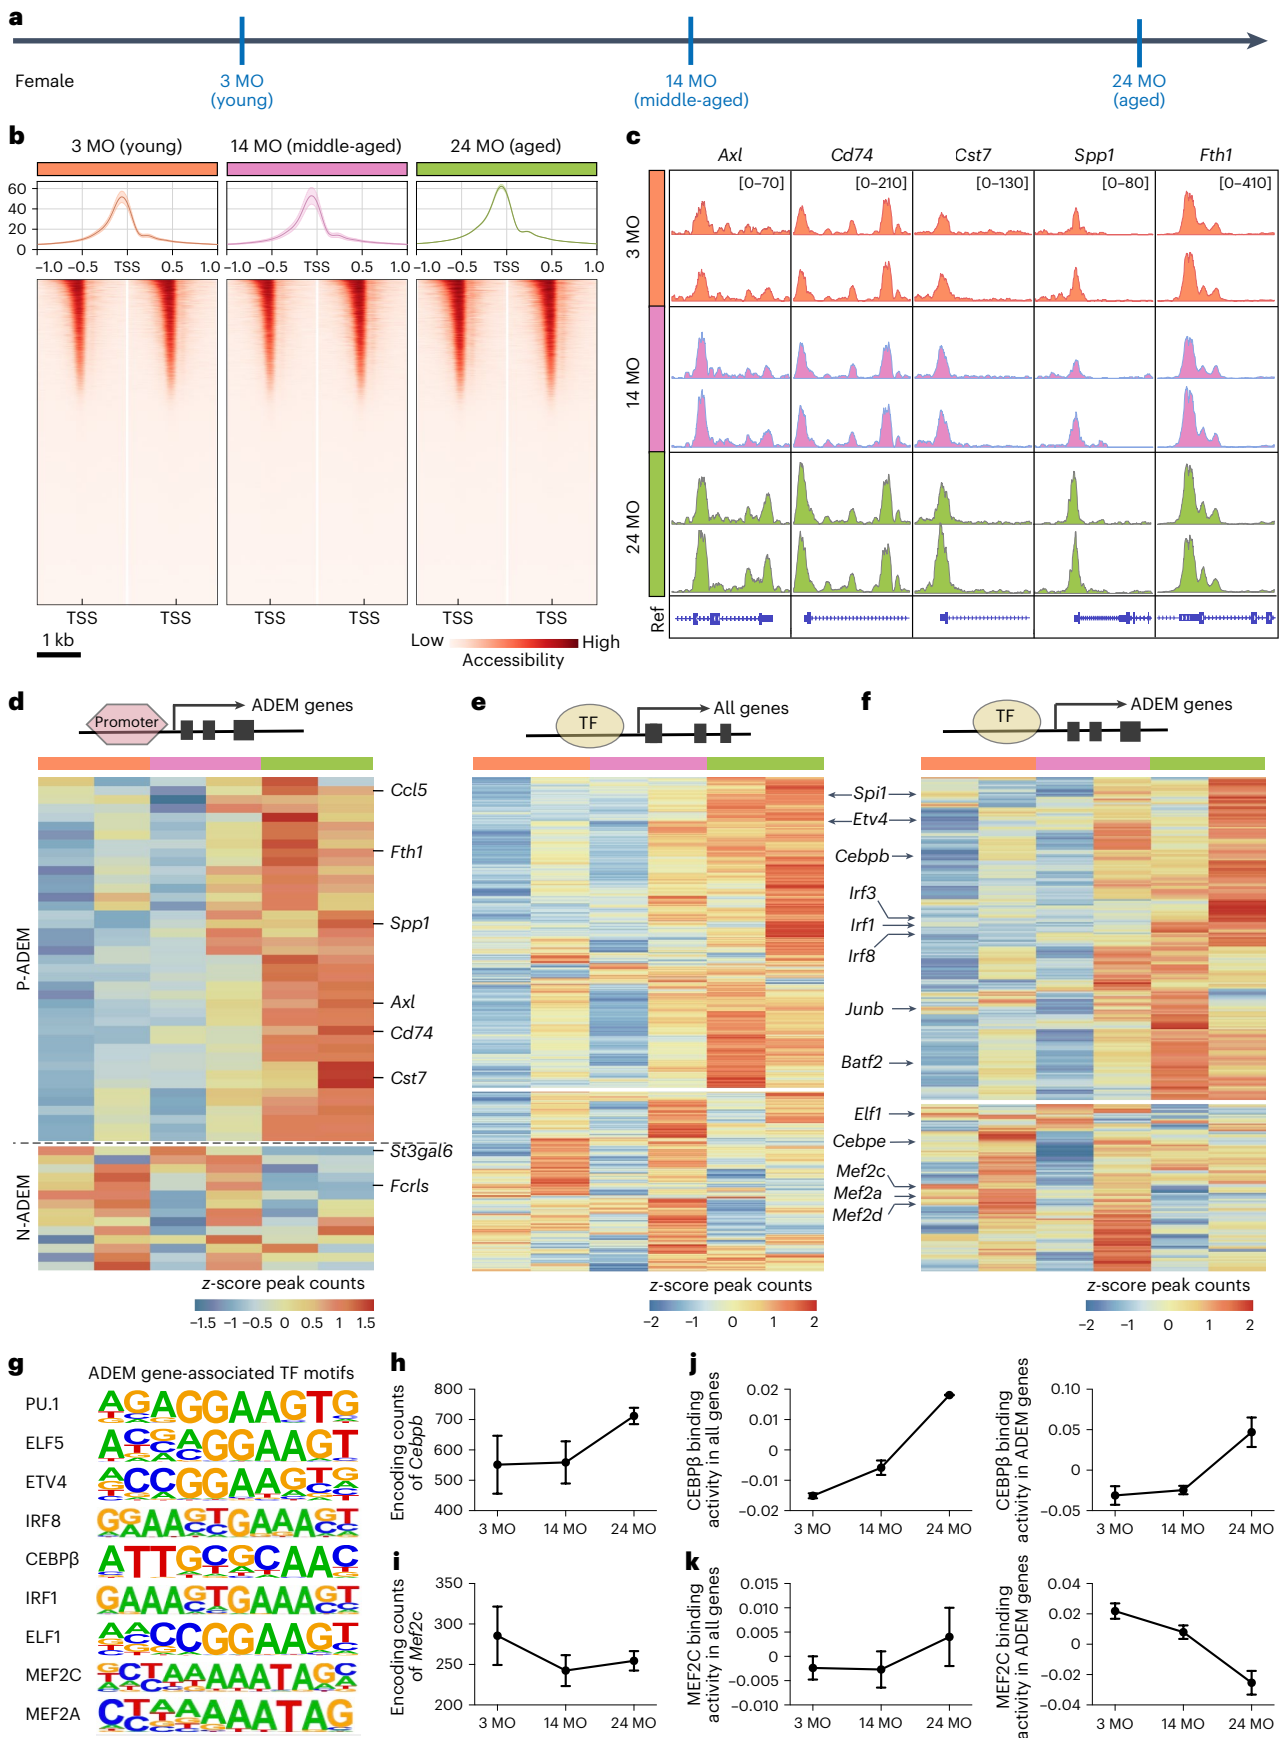 a
Female
3 MO
(young)
14 MO
(middle-aged)
24 MO
(aged)
b
3 MO (young)
14 MO (middle-aged)
24 MO (aged)
60
40
20
0
−1.0 −0.5 TSS 0.5 1.0
−1.0 −0.5 TSS 0.5 1.0
−1.0 −0.5 TSS 0.5 1.0
TSS TSS
TSS TSS
TSS TSS
1 kb
Low High
Accessibility
c
Axl Cd74 Cst7 Spp1 Fth1
[0–70] [0–210] [0–130] [0–80] [0–410]
3 MO
14 MO
24 MO
Ref
d
Promoter
ADEM genes
P-ADEM
N-ADEM
Ccl5
Fth1
Spp1
Axl
Cd74
Cst7
St3gal6
Fcrls
z-score peak counts
−1.5 −1 −0.5 0 0.5 1 1.5
e
TF
All genes
z-score peak counts
−2 −1 0 1 2
f
TF
ADEM genes
Spi1
Etv4
Cebpb
Irf3
Irf1
Irf8
Junb
Batf2
Elf1
Cebpe
Mef2c
Mef2a
Mef2d
z-score peak counts
−2 −1 0 1 2
g
ADEM gene-associated TF motifs
PU.1
ELF5
ETV4
IRF8
CEBPβ
IRF1
ELF1
MEF2C
MEF2A
h
Encoding counts
of Cebpb
800
700
600
500
400
3 MO 14 MO 24 MO
i
Encoding counts
of Mef2c
350
300
250
200
3 MO 14 MO 24 MO
j
CEBPβ binding
activity in all genes
0.02
0.01
0
−0.01
−0.02
3 MO 14 MO 24 MO
CEBPβ binding
activity in ADEM genes
0.10
0.05
0
−0.05
3 MO 14 MO 24 MO
k
MEF2C binding
activity in all genes
0.015
0.010
0.005
0
−0.005
−0.010
3 MO 14 MO 24 MO
MEF2C binding
activity in ADEM genes
0.04
0.02
0
−0.02
−0.04
3 MO 14 MO 24 MO